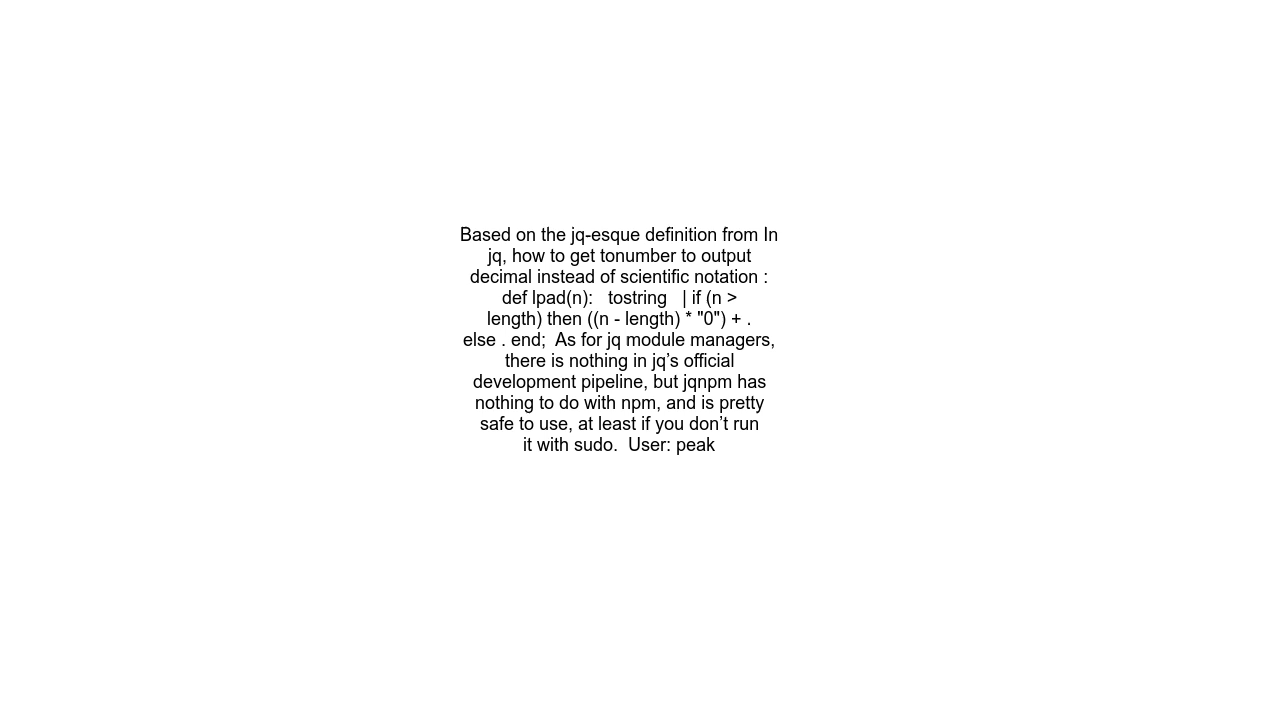 Based on the jq-esque definition from In
jq, how to get tonumber to output
decimal instead of scientific notation :
def lpad(n):   tostring   | if (n >
length) then ((n - length) * "0") + .
else . end;  As for jq module managers,
there is nothing in jq’s official
development pipeline, but jqnpm has
nothing to do with npm, and is pretty
safe to use, at least if you don’t run
it with sudo.  User: peak